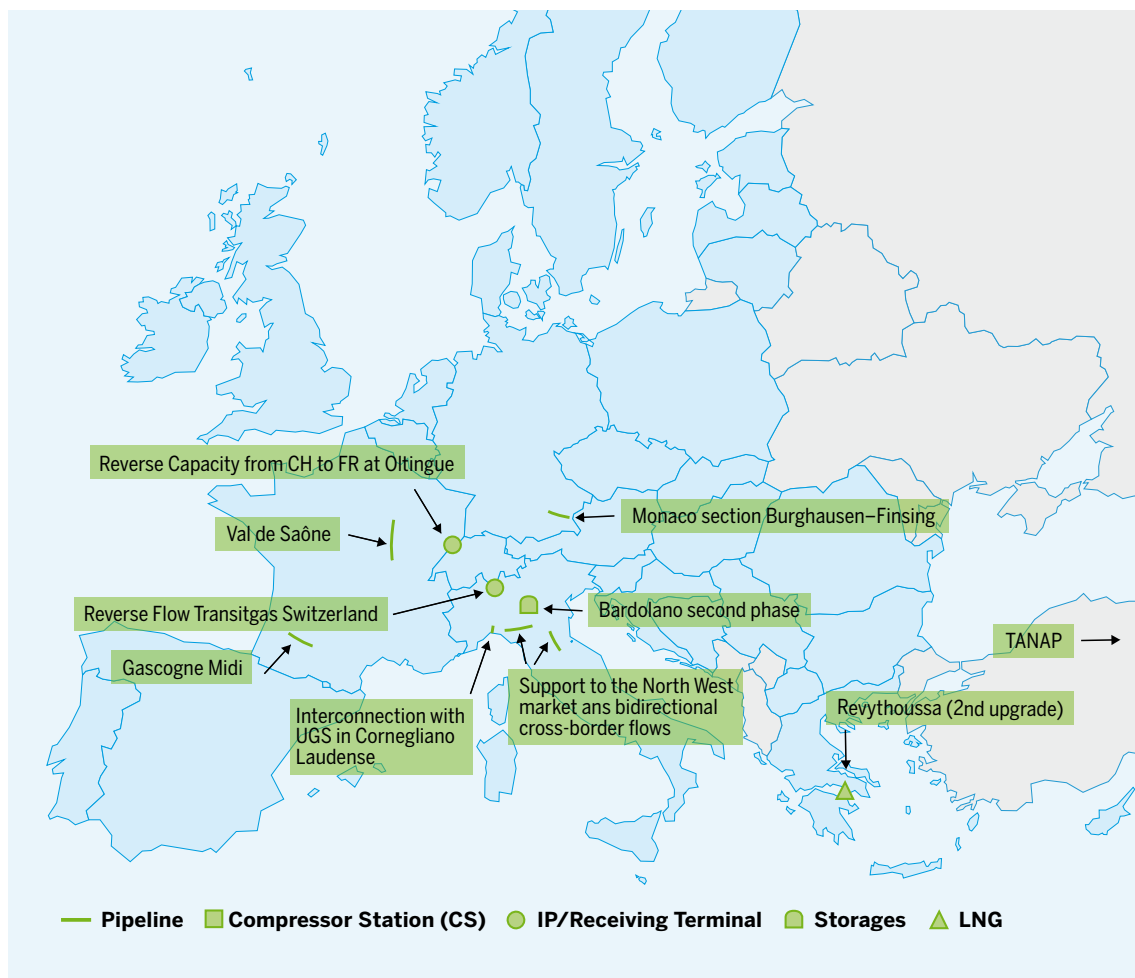 Reverse Capacity from CH to FR at Oltingue
Monaco section Burghausen–Finsing
Val de Saône
Reverse Flow Transitgas Switzerland
Bardolano second phase
TANAP
Gascogne Midi
Support to the North West
market ans bidirectional
cross-border flows
Revythoussa (2nd upgrade)
Interconnection with
UGS in Cornegliano
Laudense
Pipeline
Compressor Station (CS)
IP/Receiving Terminal
Storages
LNG